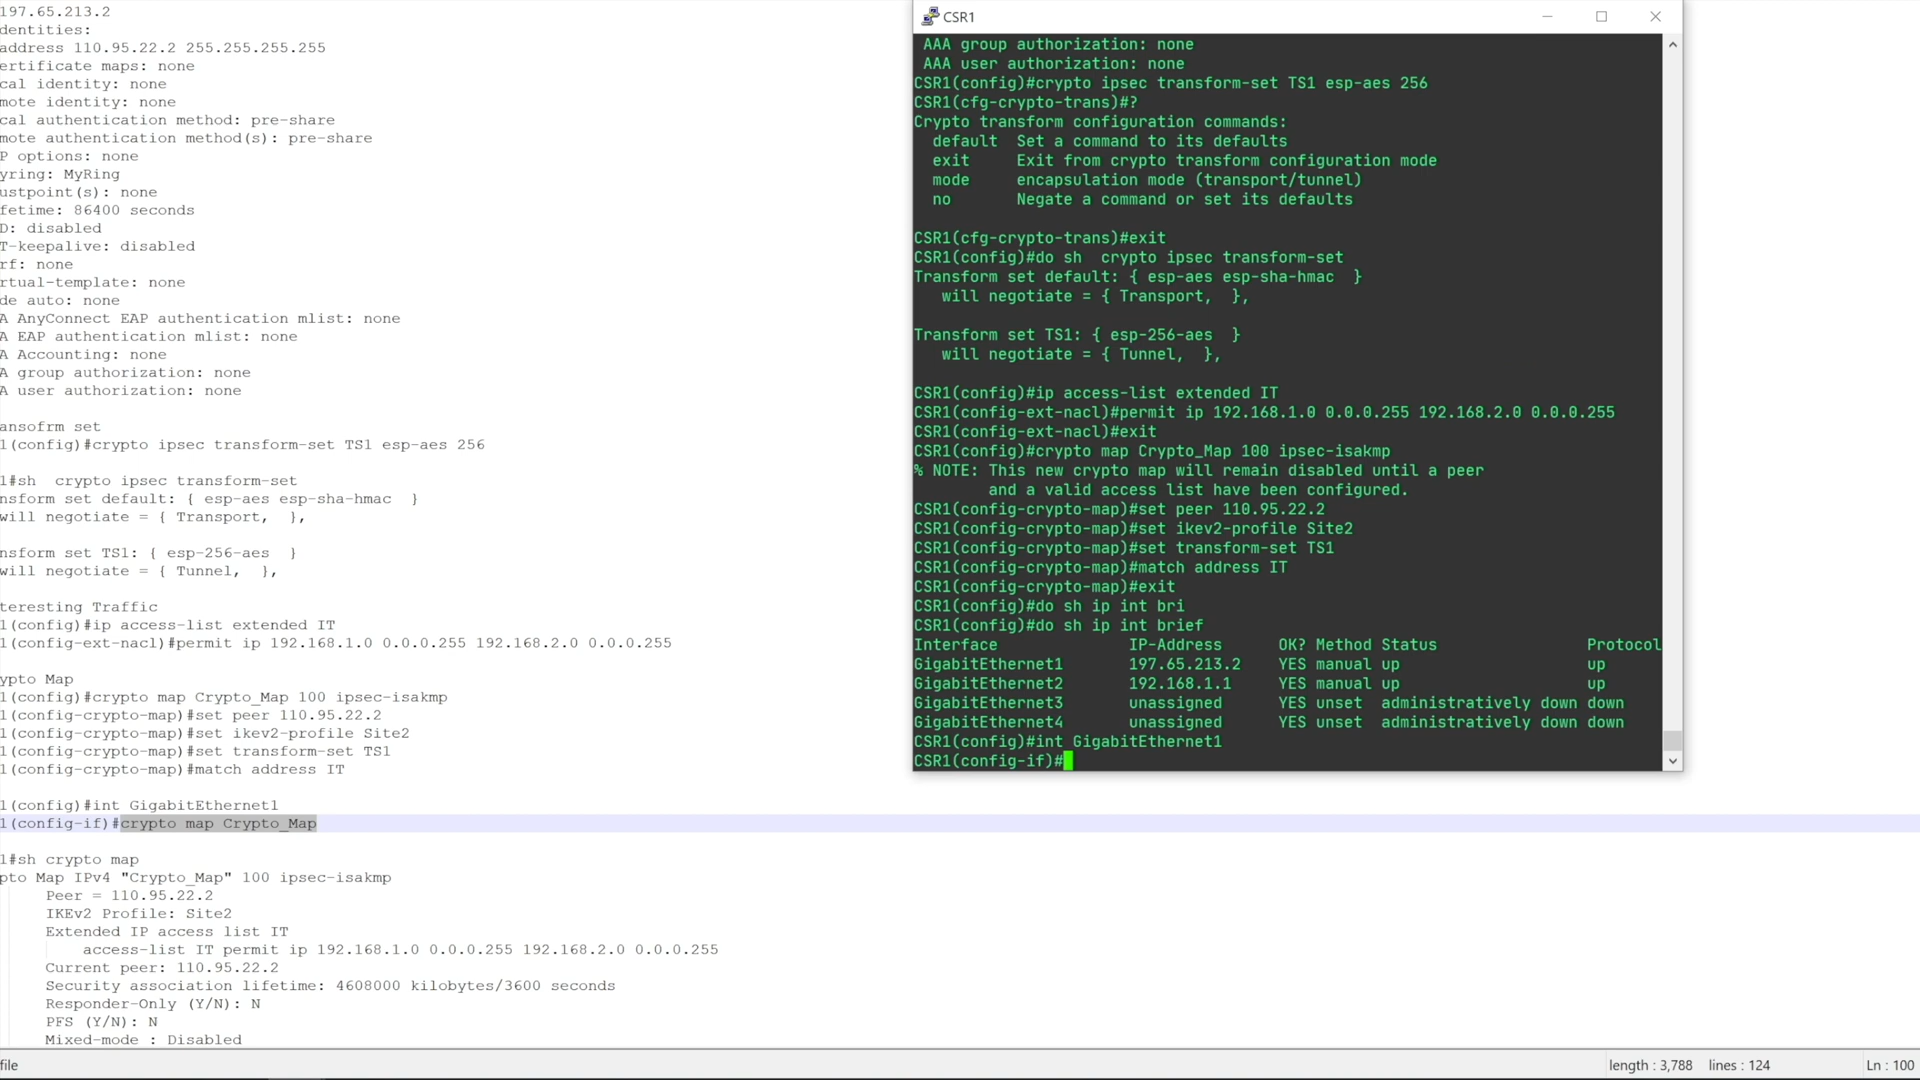 197.65.213.2
dentities:
address 110.95.22.2 255.255.255.255
ertificate maps: none
cal identity: none
mote identity: none
cal authentication method: pre-share
mote authentication method(s): pre-share
P options: none
yring: MyRing
ustpoint(s): none
fetime: 86400 seconds
D: disabled
T-keepalive: disabled
rf: none
rtual-template: none
de auto: none
A AnyConnect EAP authentication mlist: none
A EAP authentication mlist: none
A Accounting: none
A group authorization: none
A user authorization: none
ansofrm set
1(config)#crypto ipsec transform-set TS1 esp-aes 256
1#sh  crypto ipsec transform-set
nsform set default: { esp-aes esp-sha-hmac  }
will negotiate = { Transport,  },
nsform set TS1: { esp-256-aes  }
will negotiate = { Tunnel,  },
teresting Traffic
1(config)#ip access-list extended IT
1(config-ext-nacl)#permit ip 192.168.1.0 0.0.0.255 192.168.2.0 0.0.0.255
ypto Map
1(config)#crypto map Crypto_Map 100 ipsec-isakmp
1(config-crypto-map)#set peer 110.95.22.2
1(config-crypto-map)#set ikev2-profile Site2
1(config-crypto-map)#set transform-set TS1
1(config-crypto-map)#match address IT
1(config)#int GigabitEthernet1
1(config-if)#crypto map Crypto_Map
1#sh crypto map
pto Map IPv4 "Crypto_Map" 100 ipsec-isakmp
Peer = 110.95.22.2
IKEv2 Profile: Site2
Extended IP access list IT
access-list IT permit ip 192.168.1.0 0.0.0.255 192.168.2.0 0.0.0.255
Current peer: 110.95.22.2
Security association lifetime: 4608000 kilobytes/3600 seconds
Responder-Only (Y/N): N
PFS (Y/N): N
Mixed-mode : Disabled
CSR1
AAA group authorization: none
AAA user authorization: none
CSR1(config)#crypto ipsec transform-set TS1 esp-aes 256
CSR1(cfg-crypto-trans)#?
Crypto transform configuration commands:
default  Set a command to its defaults
exit     Exit from crypto transform configuration mode
mode     encapsulation mode (transport/tunnel)
no       Negate a command or set its defaults
CSR1(cfg-crypto-trans)#exit
CSR1(config)#do sh  crypto ipsec transform-set
Transform set default: { esp-aes esp-sha-hmac  }
will negotiate = { Transport,  },
Transform set TS1: { esp-256-aes  }
will negotiate = { Tunnel,  },
CSR1(config)#ip access-list extended IT
CSR1(config-ext-nacl)#permit ip 192.168.1.0 0.0.0.255 192.168.2.0 0.0.0.255
CSR1(config-ext-nacl)#exit
CSR1(config)#crypto map Crypto_Map 100 ipsec-isakmp
% NOTE: This new crypto map will remain disabled until a peer
and a valid access list have been configured.
CSR1(config-crypto-map)#set peer 110.95.22.2
CSR1(config-crypto-map)#set ikev2-profile Site2
CSR1(config-crypto-map)#set transform-set TS1
CSR1(config-crypto-map)#match address IT
CSR1(config-crypto-map)#exit
CSR1(config)#do sh ip int bri
CSR1(config)#do sh ip int brief
Interface              IP-Address      OK? Method Status                Protocol
GigabitEthernet1       197.65.213.2    YES manual up                    up
GigabitEthernet2       192.168.1.1     YES manual up                    up
GigabitEthernet3       unassigned      YES unset  administratively down down
GigabitEthernet4       unassigned      YES unset  administratively down down
CSR1(config)#int GigabitEthernet1
CSR1(config-if)#
file
length : 3,788   lines : 124   Ln : 100